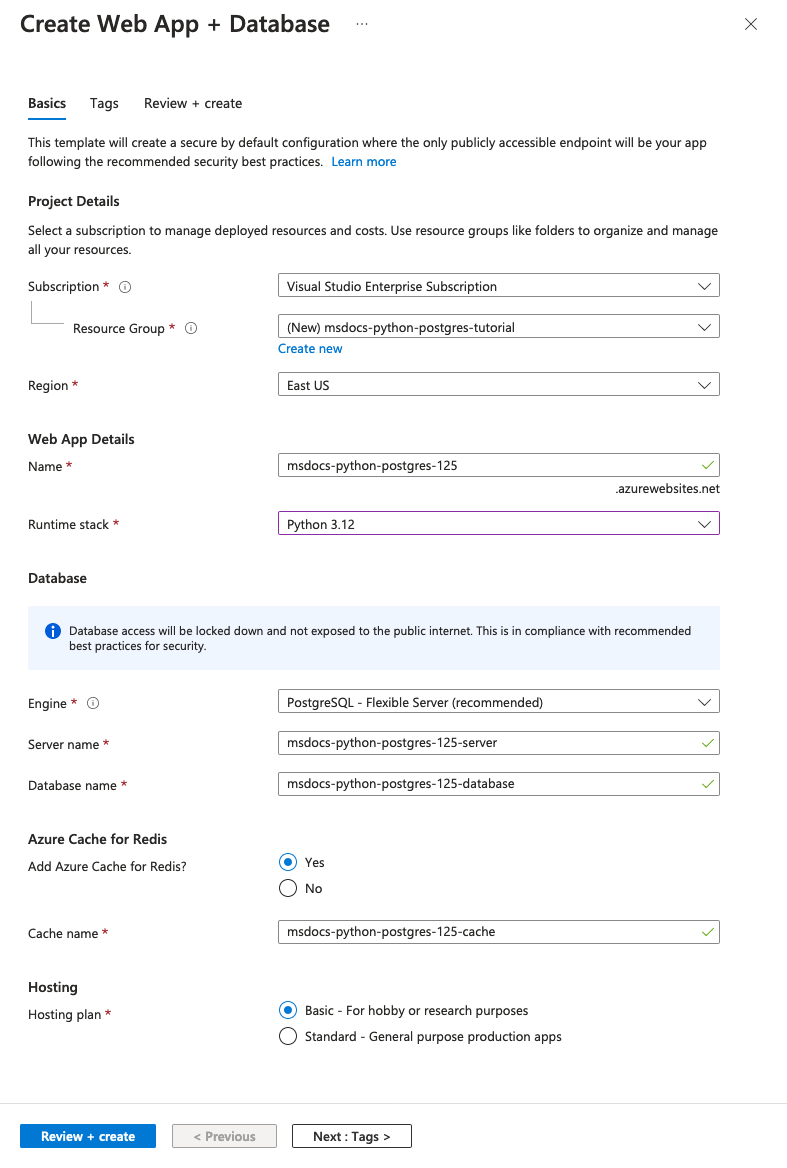 Create Web App + Database ...
Basics Tags Review + create
This template will create a secure by default configuration where the only publicly accessible endpoint will be your app
following the recommended security best practices. Learn more
Project Details
Select a subscription to manage deployed resources and costs. Use resource groups like folders to organize and manage
all your resources.
Subscription * Visual Studio Enterprise Subscription
Resource Group * (New) msdocs-python-postgres-tutorial
Create new
Region * East US
Web App Details
Name * msdocs-python-postgres-125
.azurewebsites.net
Runtime stack * Python 3.12
Database
Database access will be locked down and not exposed to the public internet. This is in compliance with recommended
best practices for security.
Engine * PostgreSQL - Flexible Server (recommended)
Server name * msdocs-python-postgres-125-server
Database name * msdocs-python-postgres-125-database
Azure Cache for Redis
Add Azure Cache for Redis? Yes
No
Cache name * msdocs-python-postgres-125-cache
Hosting
Hosting plan * Basic - For hobby or research purposes
Standard - General purpose production apps
Review + create < Previous Next : Tags >